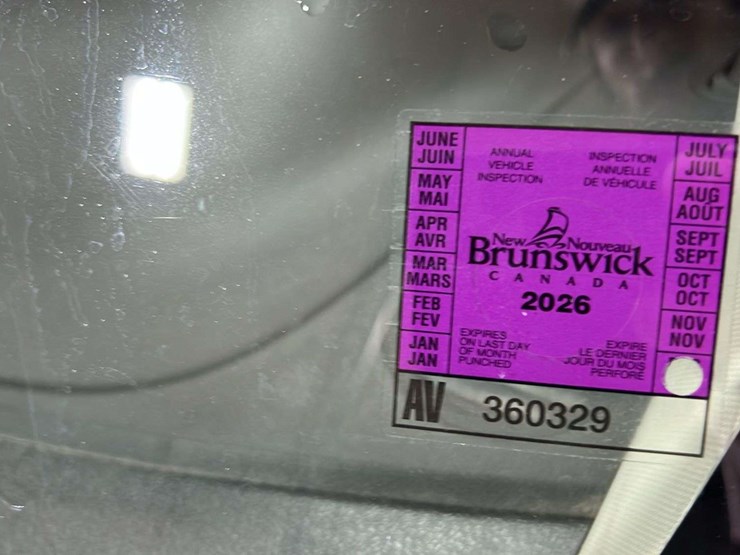 JUNE
JUIN
MAY
MAI
APR
AVR
MAR
MARS
FEB
FEV
JAN
JAN
ANNUAL
VEHICLE
INSPECTION
INSPECTION
ANNUELLE
DE VÉHICULE
New Nouveau
Brunswick
CANADA
2026
EXPIRES
ON LAST DAY
OF MONTH
PUNCHED
EXPIRE
LE DERNIER
JOUR DU MOIS
PERFORÉ
JULY
JUIL
AUG
AOÛT
SEPT
SEPT
OCT
OCT
NOV
NOV
AV 360329